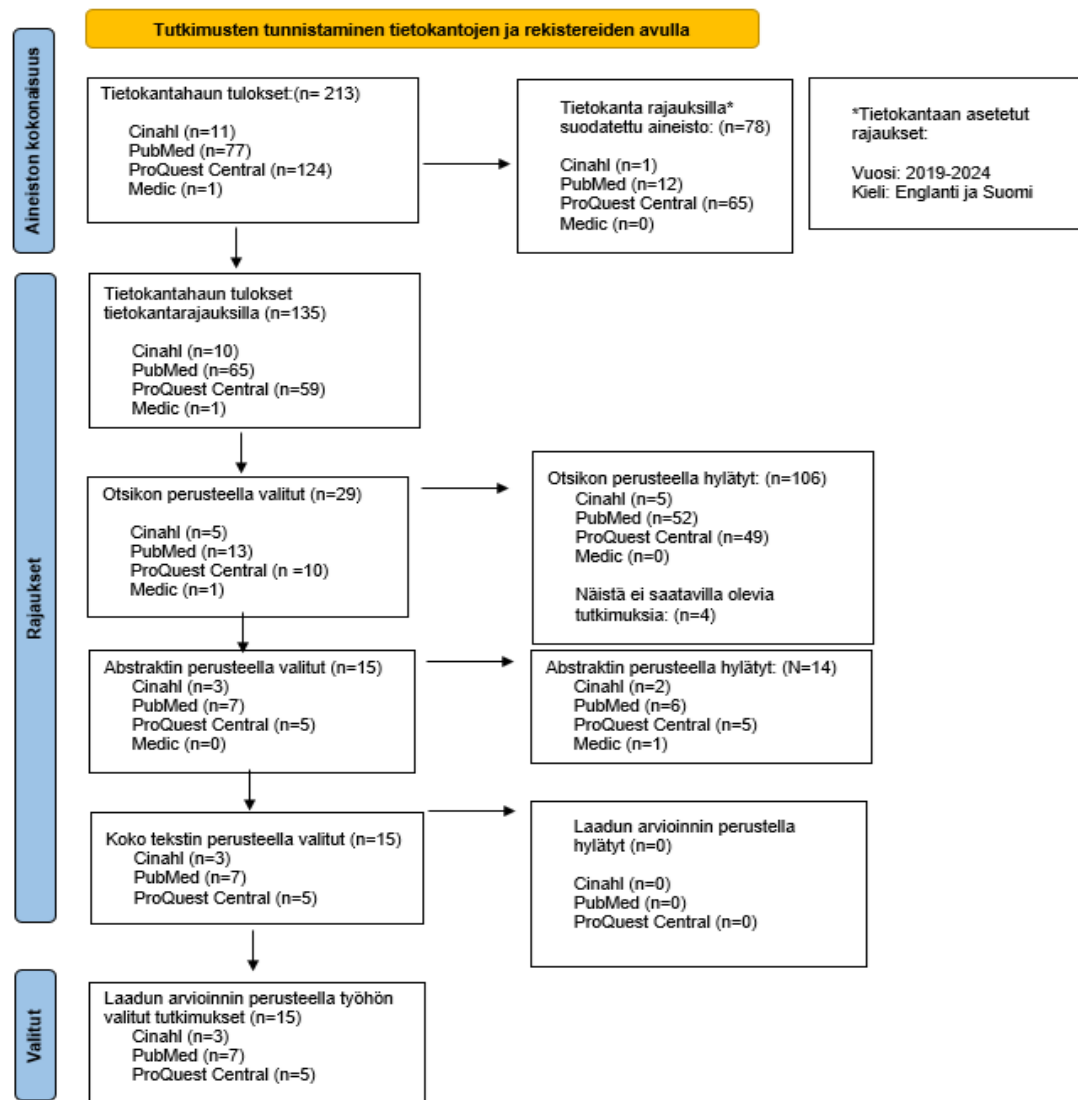 Tutkimusten tunnistaminen tietokantojen ja rekistereiden avulla
Aineiston kokonaisuus
Tietokantahaun tulokset:(n= 213)
Cinahl (n=11)
PubMed (n=77)
ProQuest Central (n=124)
Medic (n=1)
Tietokanta rajauksilla*
suodatettu aineisto: (n=78)
Cinahl (n=1)
PubMed (n=12)
ProQuest Central (n=65)
Medic (n=0)
*Tietokantaan asetetut
rajaukset:
Vuosi: 2019-2024
Kieli: Englanti ja Suomi
Rajaukset
Tietokantahaun tulokset
tietokantarajauksilla (n=135)
Cinahl (n=10)
PubMed (n=65)
ProQuest Central (n=59)
Medic (n=1)
Otsikon perusteella valitut (n=29)
Cinahl (n=5)
PubMed (n=13)
ProQuest Central (n =10)
Medic (n=1)
Otsikon perusteella hylätyt: (n=106)
Cinahl (n=5)
PubMed (n=52)
ProQuest Central (n=49)
Medic (n=0)
Näistä ei saatavilla olevia
tutkimuksia: (n=4)
Abstraktin perusteella valitut (n=15)
Cinahl (n=3)
PubMed (n=7)
ProQuest Central (n=5)
Medic (n=0)
Abstraktin perusteella hylätyt: (N=14)
Cinahl (n=2)
PubMed (n=6)
ProQuest Central (n=5)
Medic (n=1)
Koko tekstin perusteella valitut (n=15)
Cinahl (n=3)
PubMed (n=7)
ProQuest Central (n=5)
Laadun arvioinnin perustella
hylätyt (n=0)
Cinahl (n=0)
PubMed (n=0)
ProQuest Central (n=0)
Valitut
Laadun arvioinnin perusteella työhön
valitut tutkimukset (n=15)
Cinahl (n=3)
PubMed (n=7)
ProQuest Central (n=5)